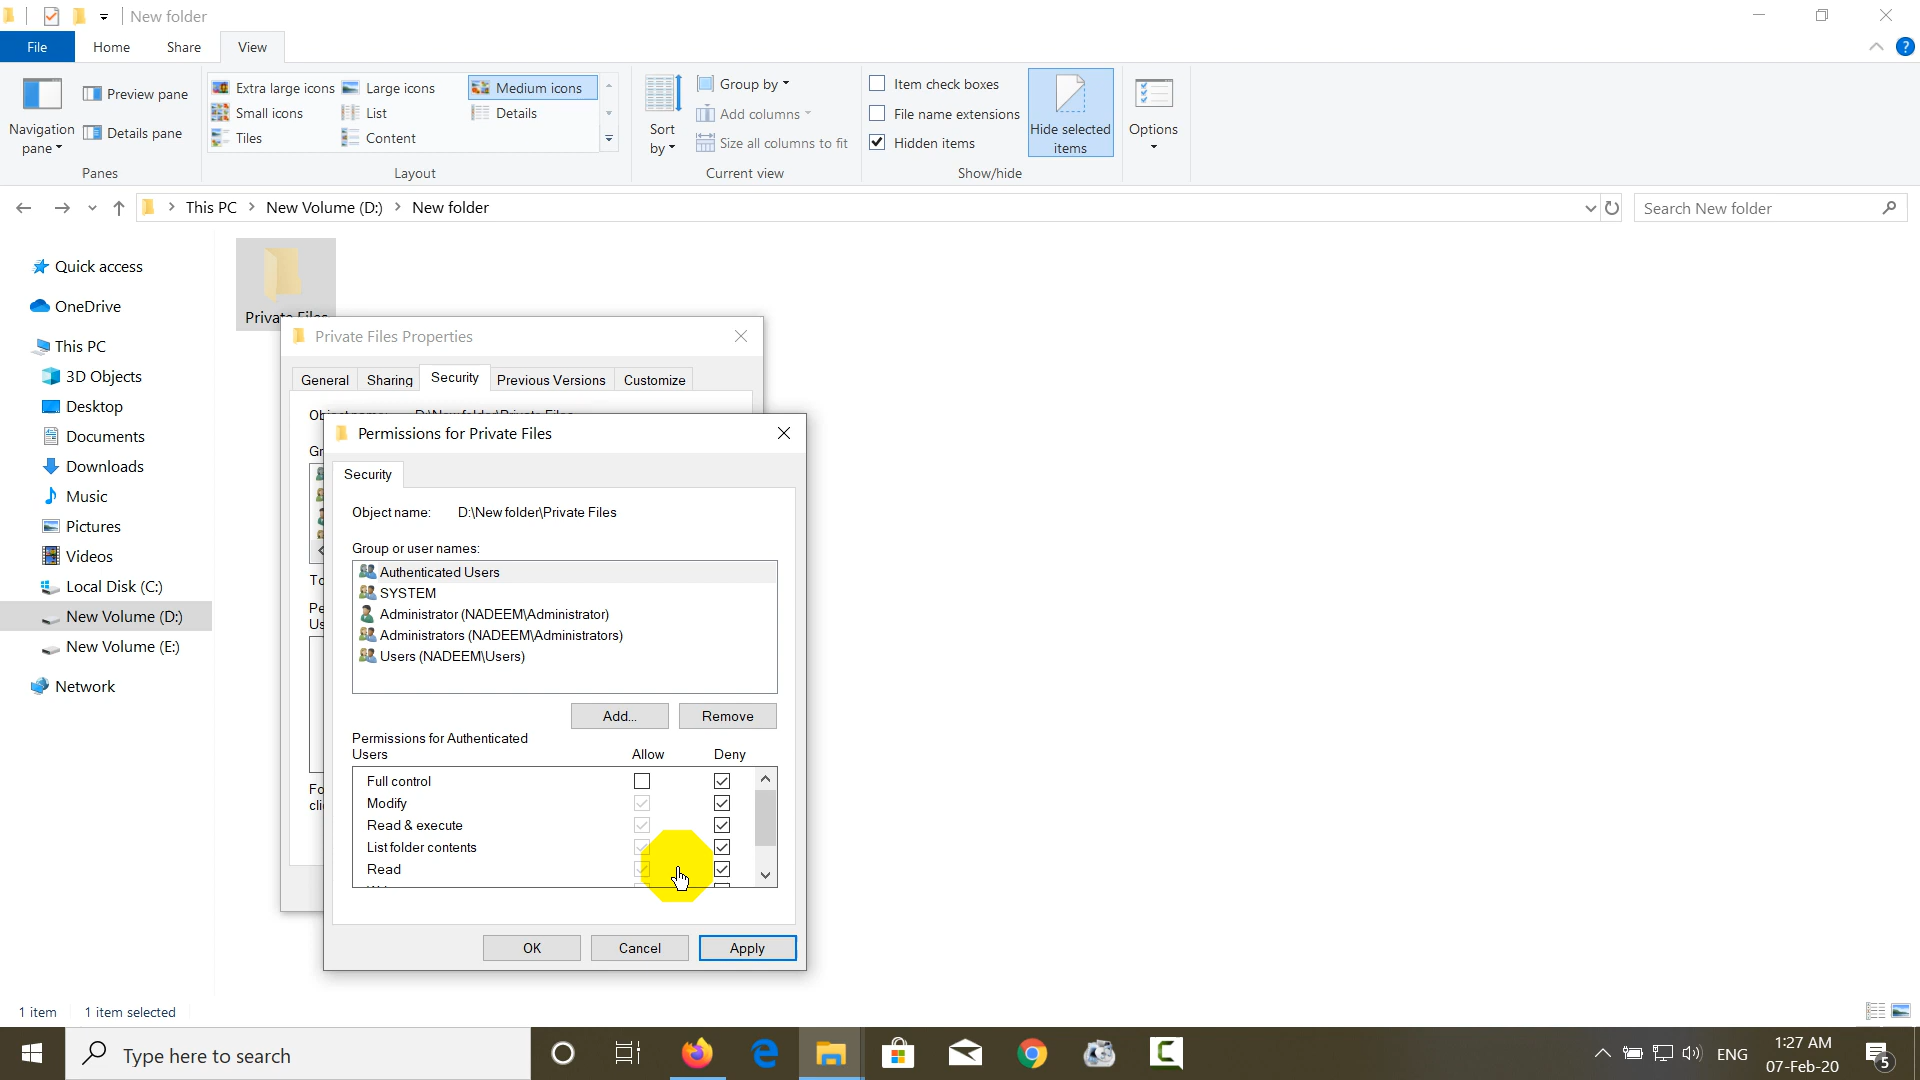 New folder
File Home Share View
Extra large icons Large icons Medium icons
Small icons List Details
Tiles Content
Navigation pane
Preview pane
Details pane
Sort by
Group by
Add columns
Size all columns to fit
Item check boxes
File name extensions
Hidden items
Hide selected items
Options
Panes Layout Current view Show/hide
This PC New Volume (D:) New folder
Search New folder
Quick access
OneDrive
This PC
3D Objects
Desktop
Documents
Downloads
Music
Pictures
Videos
Local Disk (C:)
New Volume (D:)
New Volume (E:)
Network
Private Files
Private Files Properties
General Sharing Security Previous Versions Customize
Permissions for Private Files
Security
Object name: D:\New folder\Private Files
Group or user names:
Authenticated Users
SYSTEM
Administrator (NADEEM\Administrator)
Administrators (NADEEM\Administrators)
Users (NADEEM\Users)
Add... Remove
Permissions for Authenticated
Users Allow Deny
Full control
Modify
Read & execute
List folder contents
Read
OK Cancel Apply
1 item 1 item selected
Type here to search
ENG
1:27 AM
07-Feb-20
5